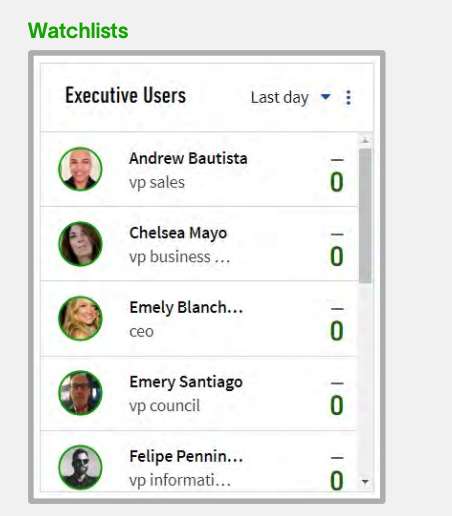 Watchlists
Executive Users Last day
Andrew Bautista –
vp sales 0
Chelsea Mayo –
vp business ... 0
Emely Blanch... –
ceo 0
Emery Santiago –
vp council 0
Felipe Pennin... –
vp informati... 0